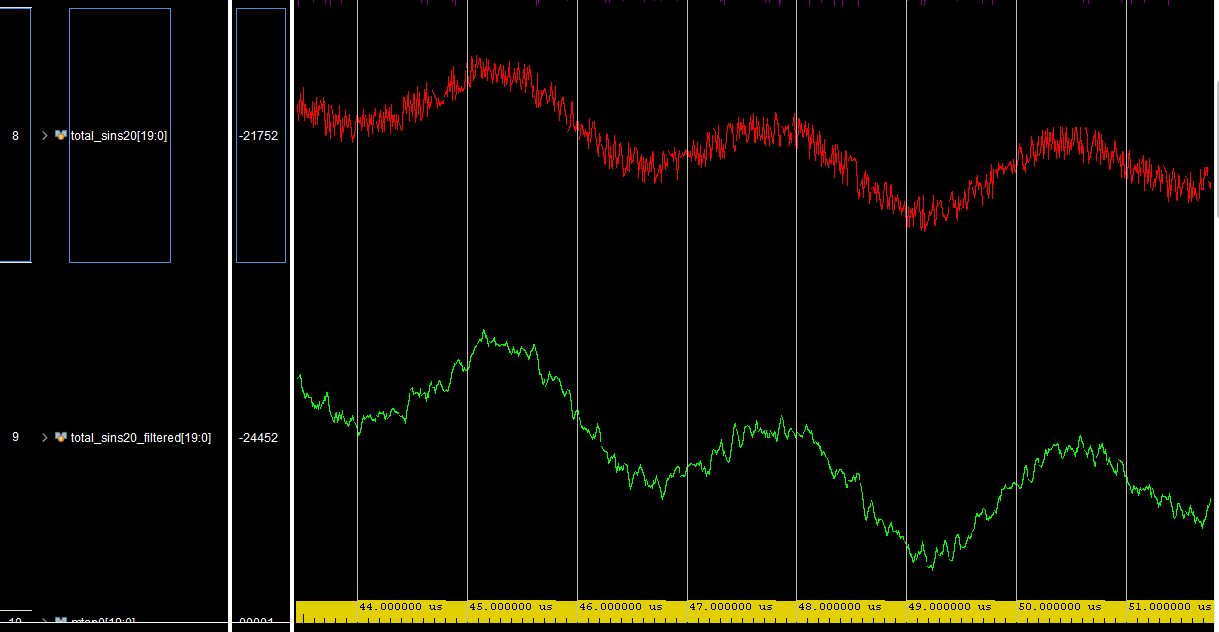 8 total_sins20[19:0] -21752
9 total_sins20_filtered[19:0] -24452
44.000000 us 45.000000 us 46.000000 us 47.000000 us 48.000000 us 49.000000 us 50.000000 us 51.000000 us